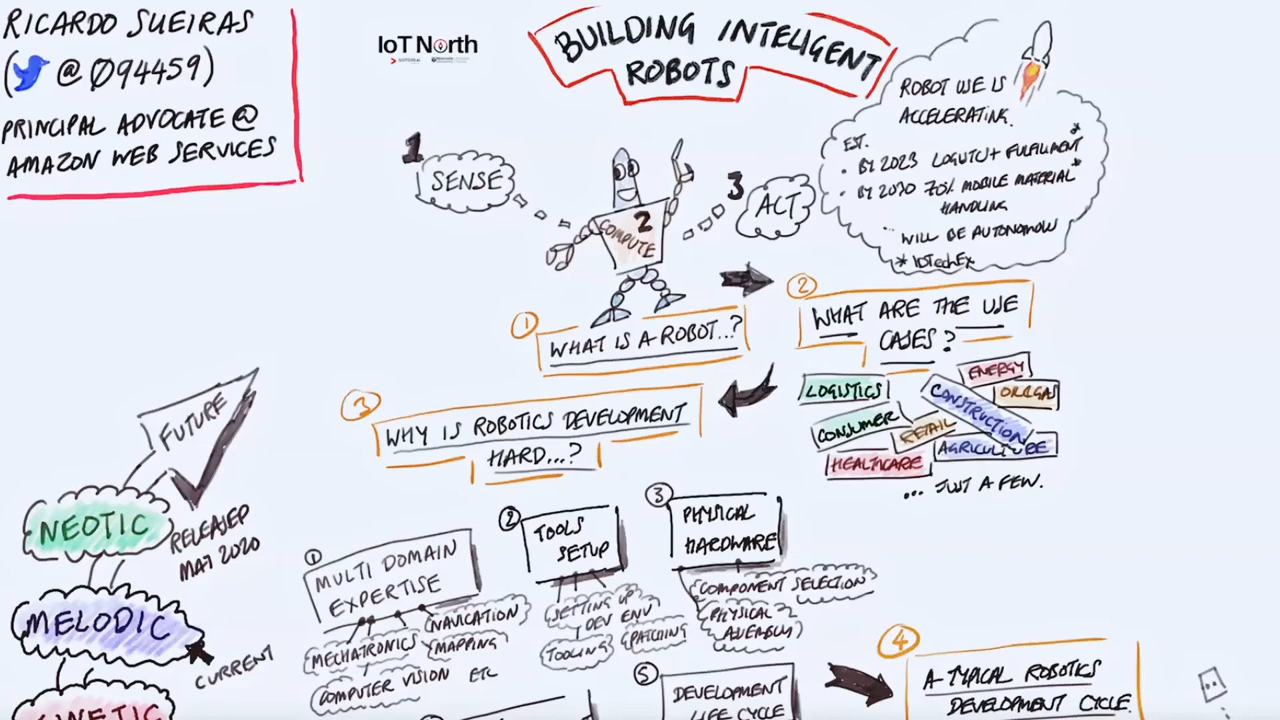 RICARDO SUEIRAS
(@ Ø94459)
PRINCIPAL ADVOCATE @
AMAZON WEB SERVICES
IoT North
BUILDING INTELIGENT
ROBOTS
ROBOT USE IS
ACCELERATING.
EST.
• BY 2023 LOGISTICS + FULFILMENT*
• BY 2030 70% MOBILE MATERIAL*
HANDLING
... WILL BE AUTONOMOUS
* IDTechEx
1
SENSE
2
COMPUTE
3
ACT
① WHAT IS A ROBOT...?
② WHAT ARE THE USE
CASES?
LOGISTICS
ENERGY
OIL GAS
CONSTRUCTION
CONSUMER
RETAIL
AGRICULTURE
HEALTHCARE
... JUST A FEW.
③ WHY IS ROBOTICS DEVELOPMENT
HARD...?
FUTURE
NEOTIC
RELEASED
MAY 2020
MELODIC
CURRENT
KINETIC
① MULTI DOMAIN
EXPERTISE
NAVIGATION
MECHATRONICS
MAPPING
COMPUTER VISION
ETC
② TOOLS
SETUP
SETTING UP
DEV ENV
TOOLING
PATCHING
③ PHYSICAL
HARDWARE
COMPONENT SELECTION
PHYSICAL
ASSEMBLY
⑤ DEVELOPMENT
LIFE CYCLE
④ A TYPICAL ROBOTICS
DEVELOPMENT CYCLE.